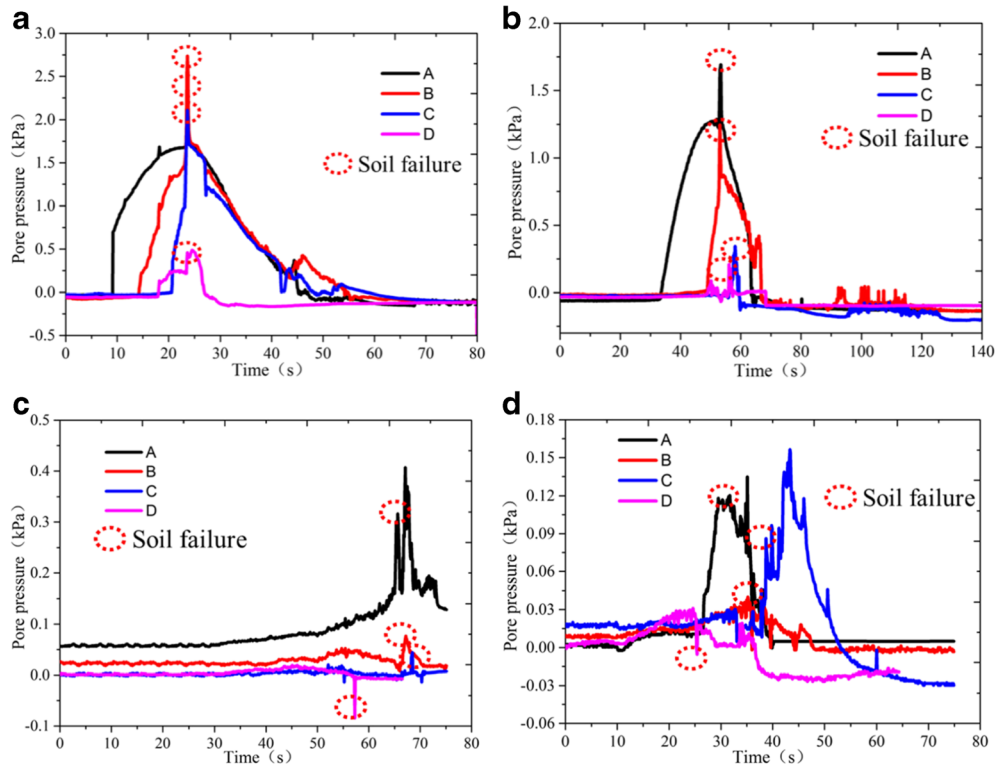 a
3.0
2.5
2.0
1.5
1.0
0.5
0.0
-0.5
Pore pressure（kPa）
A
B
C
D
Soil failure
0 10 20 30 40 50 60 70 80
Time（s）
b
2.0
1.5
1.0
0.5
0.0
Pore pressure（kPa）
A
B
C
D
Soil failure
0 20 40 60 80 100 120 140
Time（s）
c
0.5
0.4
0.3
0.2
0.1
0.0
-0.1
Pore pressure（kPa）
A
B
C
D
Soil failure
0 10 20 30 40 50 60 70 80
Time（s）
d
0.18
0.15
0.12
0.09
0.06
0.03
0.00
-0.03
-0.06
Pore pressure（kPa）
A
B
C
D
Soil failure
0 10 20 30 40 50 60 70 80
Time（s）